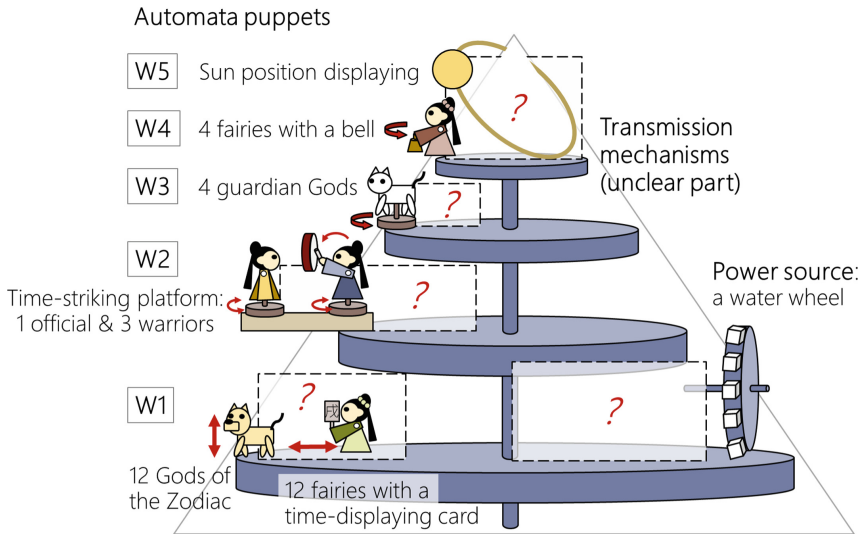 Automata puppets
W5 Sun position displaying
?
W4 4 fairies with a bell
Transmission
mechanisms
(unclear part)
W3 4 guardian Gods
?
W2
Time-striking platform:
1 official & 3 warriors
?
Power source:
a water wheel
W1
?
戌
?
12 Gods of
the Zodiac
12 fairies with a
time-displaying card